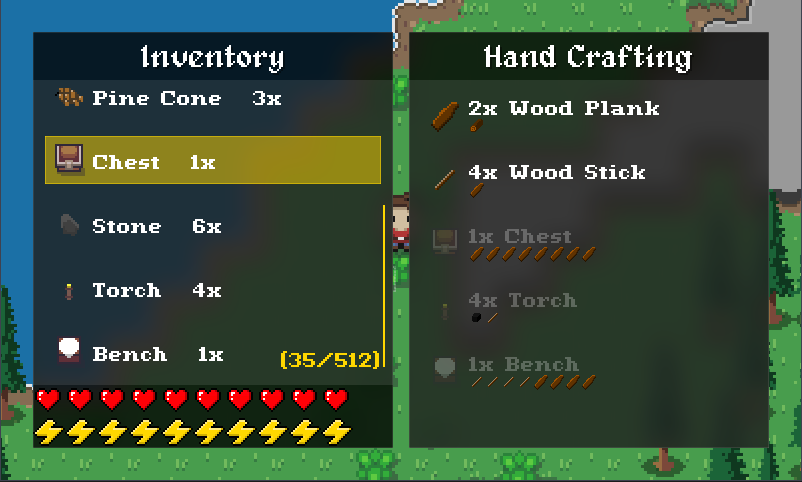 Inventory
Pine Cone 3x
Chest 1x
Stone 6x
Torch 4x
Bench 1x
(35/512)
Hand Crafting
2x Wood Plank
4x Wood Stick
1x Chest
4x Torch
1x Bench